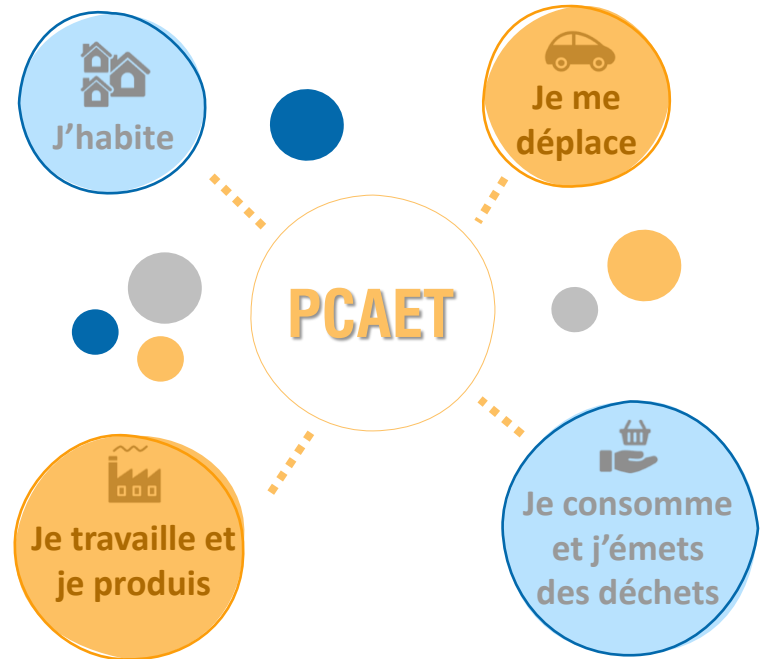 J’habite
Je me
déplace
PCAET
Je travaille et
je produis
Je consomme
et j’émets
des déchets